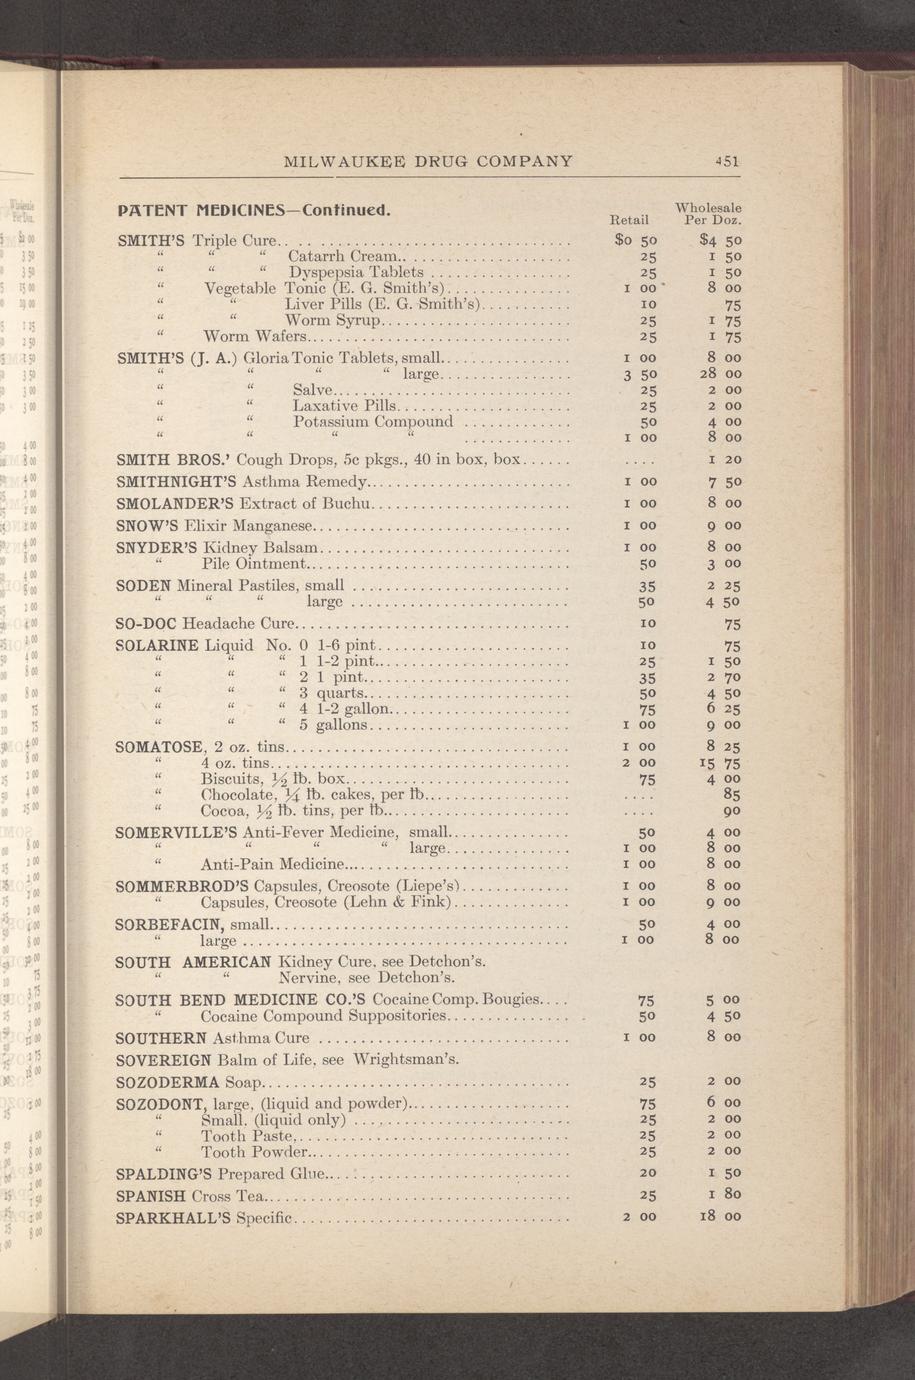 MILWAUKEE DRUG COMPANY 451
PATENT MEDICINES—Continued.
Retail Wholesale Per Doz.
SMITH'S Triple Cure.. .. ............................. $0 50 $4 50
“ “ “ Catarrh Cream.. ................... 25 1 50
“ “ “ Dyspepsia Tablets ................. 25 1 50
“ Vegetable Tonic (E. G. Smith's)............... 1 00 8 00
“ “ Liver Pills (E. G. Smith's)........... 10 75
“ “ Worm Syrup....................... 25 1 75
“ Worm Wafers................................ 25 1 75
SMITH'S (J. A.) Gloria Tonic Tablets, small................ 1 00 8 00
“ “ “ “ large................ 3 50 28 00
“ “ Salve............................. 25 2 00
“ “ Laxative Pills..................... 25 2 00
“ “ Potassium Compound ............. 50 4 00
“ “ “ “ ............. 1 00 8 00
SMITH BROS.' Cough Drops, 5c pkgs., 40 in box, box...... .... 1 20
SMITHNIGHT'S Asthma Remedy......................... 1 00 7 50
SMOLANDER'S Extract of Buchu........................ 1 00 8 00
SNOW'S Elixir Manganese............................... 1 00 9 00
SNYDER'S Kidney Balsam............................... 1 00 8 00
“ Pile Ointment................................ 50 3 00
SODEN Mineral Pastiles, small .......................... 35 2 25
“ “ “ large .......................... 50 4 50
SO-DOC Headache Cure................................. 10 75
SOLARINE Liquid No. 0 1-6 pint........................ 10 75
“ “ “ 1 1-2 pint........................ 25 1 50
“ “ “ 2 1 pint.......................... 35 2 70
“ “ “ 3 quarts.......................... 50 4 50
“ “ “ 4 1-2 gallon....................... 75 6 25
“ “ “ 5 gallons......................... 1 00 9 00
SOMATOSE, 2 oz. tins................................... 1 00 8 25
“ 4 oz. tins..................................... 2 00 15 75
“ Biscuits, ½ lb. box............................ 75 4 00
“ Chocolate, ¼ lb. cakes, per lb.................. .... 85
“ Cocoa, ½ lb. tins, per lb....................... .... 90
SOMERVILLE'S Anti-Fever Medicine, small............... 50 4 00
“ “ “ “ large............... 1 00 8 00
“ Anti-Pain Medicine........................... 1 00 8 00
SOMMERBROD'S Capsules, Creosote (Liepe's)............. 1 00 8 00
“ Capsules, Creosote (Lehn & Fink).............. 1 00 9 00
SORBEFACIN, small..................................... 50 4 00
“ large ........................................ 1 00 8 00
SOUTH AMERICAN Kidney Cure, see Detchon's.
“ “ Nervine, see Detchon's.
SOUTH BEND MEDICINE CO.'S Cocaine Comp. Bougies.... 75 5 00
“ Cocaine Compound Suppositories............... 50 4 50
SOUTHERN Asthma Cure ............................... 1 00 8 00
SOVEREIGN Balm of Life, see Wrightsman's.
SOZODERMA Soap...................................... 25 2 00
SOZODONT, large, (liquid and powder)................... 75 6 00
“ Small, (liquid only) .......................... 25 2 00
“ Tooth Paste,................................. 25 2 00
“ Tooth Powder................................ 25 2 00
SPALDING'S Prepared Glue.............................. 20 1 50
SPANISH Cross Tea...................................... 25 1 80
SPARKHALL'S Specific.................................. 2 00 18 00